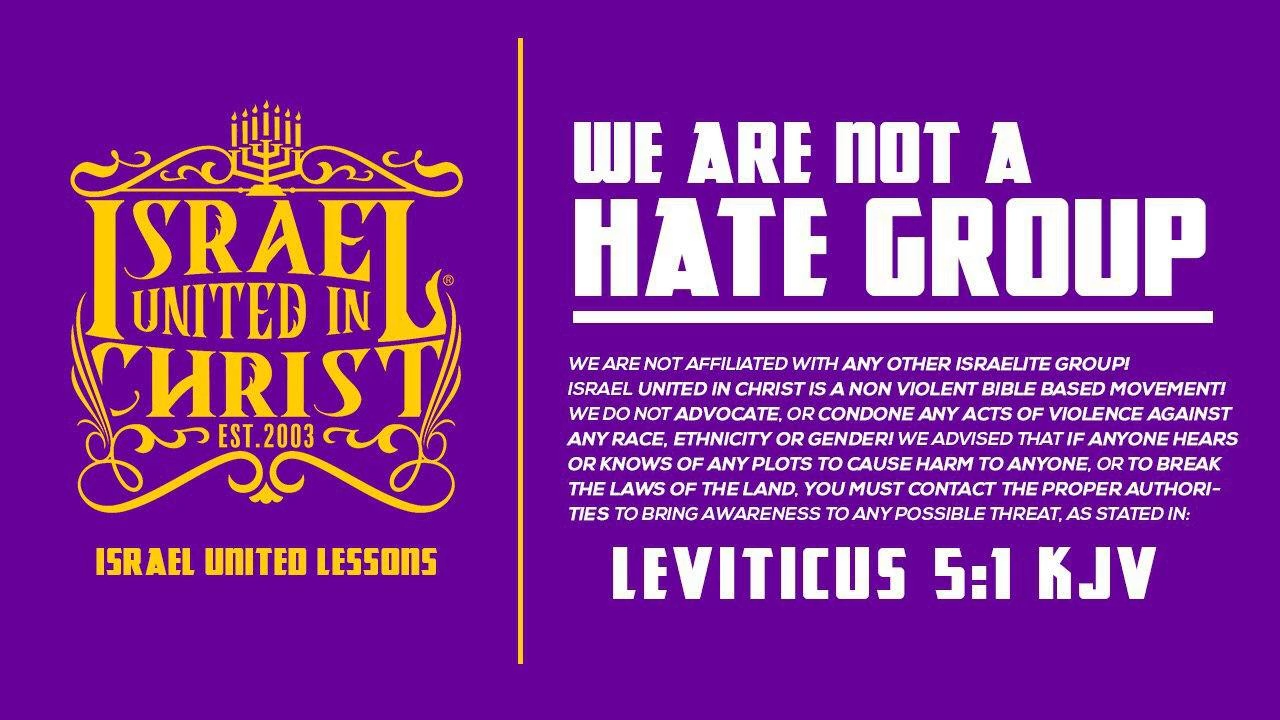 ISRAEL
UNITED IN
CHRIST
®
EST.2003
ISRAEL UNITED LESSONS
WE ARE NOT A
HATE GROUP
WE ARE NOT AFFILIATED WITH ANY OTHER ISRAELITE GROUP!
ISRAEL UNITED IN CHRIST IS A NON VIOLENT BIBLE BASED MOVEMENT!
WE DO NOT ADVOCATE, OR CONDONE ANY ACTS OF VIOLENCE AGAINST
ANY RACE, ETHNICITY OR GENDER! WE ADVISED THAT IF ANYONE HEARS
OR KNOWS OF ANY PLOTS TO CAUSE HARM TO ANYONE, OR TO BREAK
THE LAWS OF THE LAND, YOU MUST CONTACT THE PROPER AUTHORI-
TIES TO BRING AWARENESS TO ANY POSSIBLE THREAT, AS STATED IN:
LEVITICUS 5:1 KJV